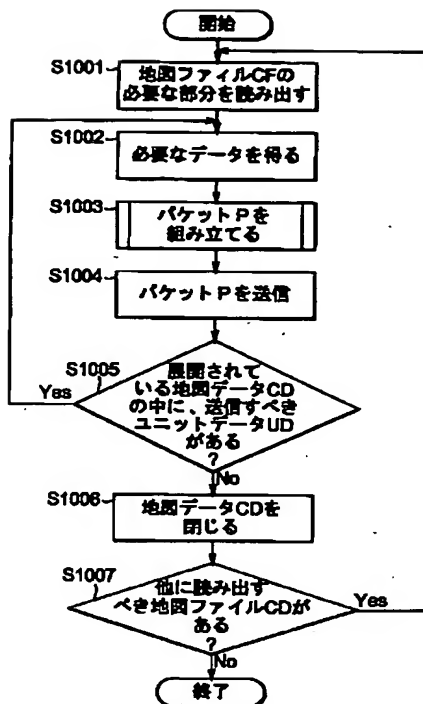 開始
S1001
地図ファイルCFの
必要な部分を読み出す
S1002
必要なデータを得る
S1003
パケットPを
組み立てる
S1004
パケットPを送信
S1005
展開されて
いる地図データCD
の中に、送信すべき
ユニットデータUD
がある
?
Yes
No
S1006
地図データCDを
閉じる
S1007
他に読み出す
べき地図ファイルCDが
ある
?
Yes
No
終了